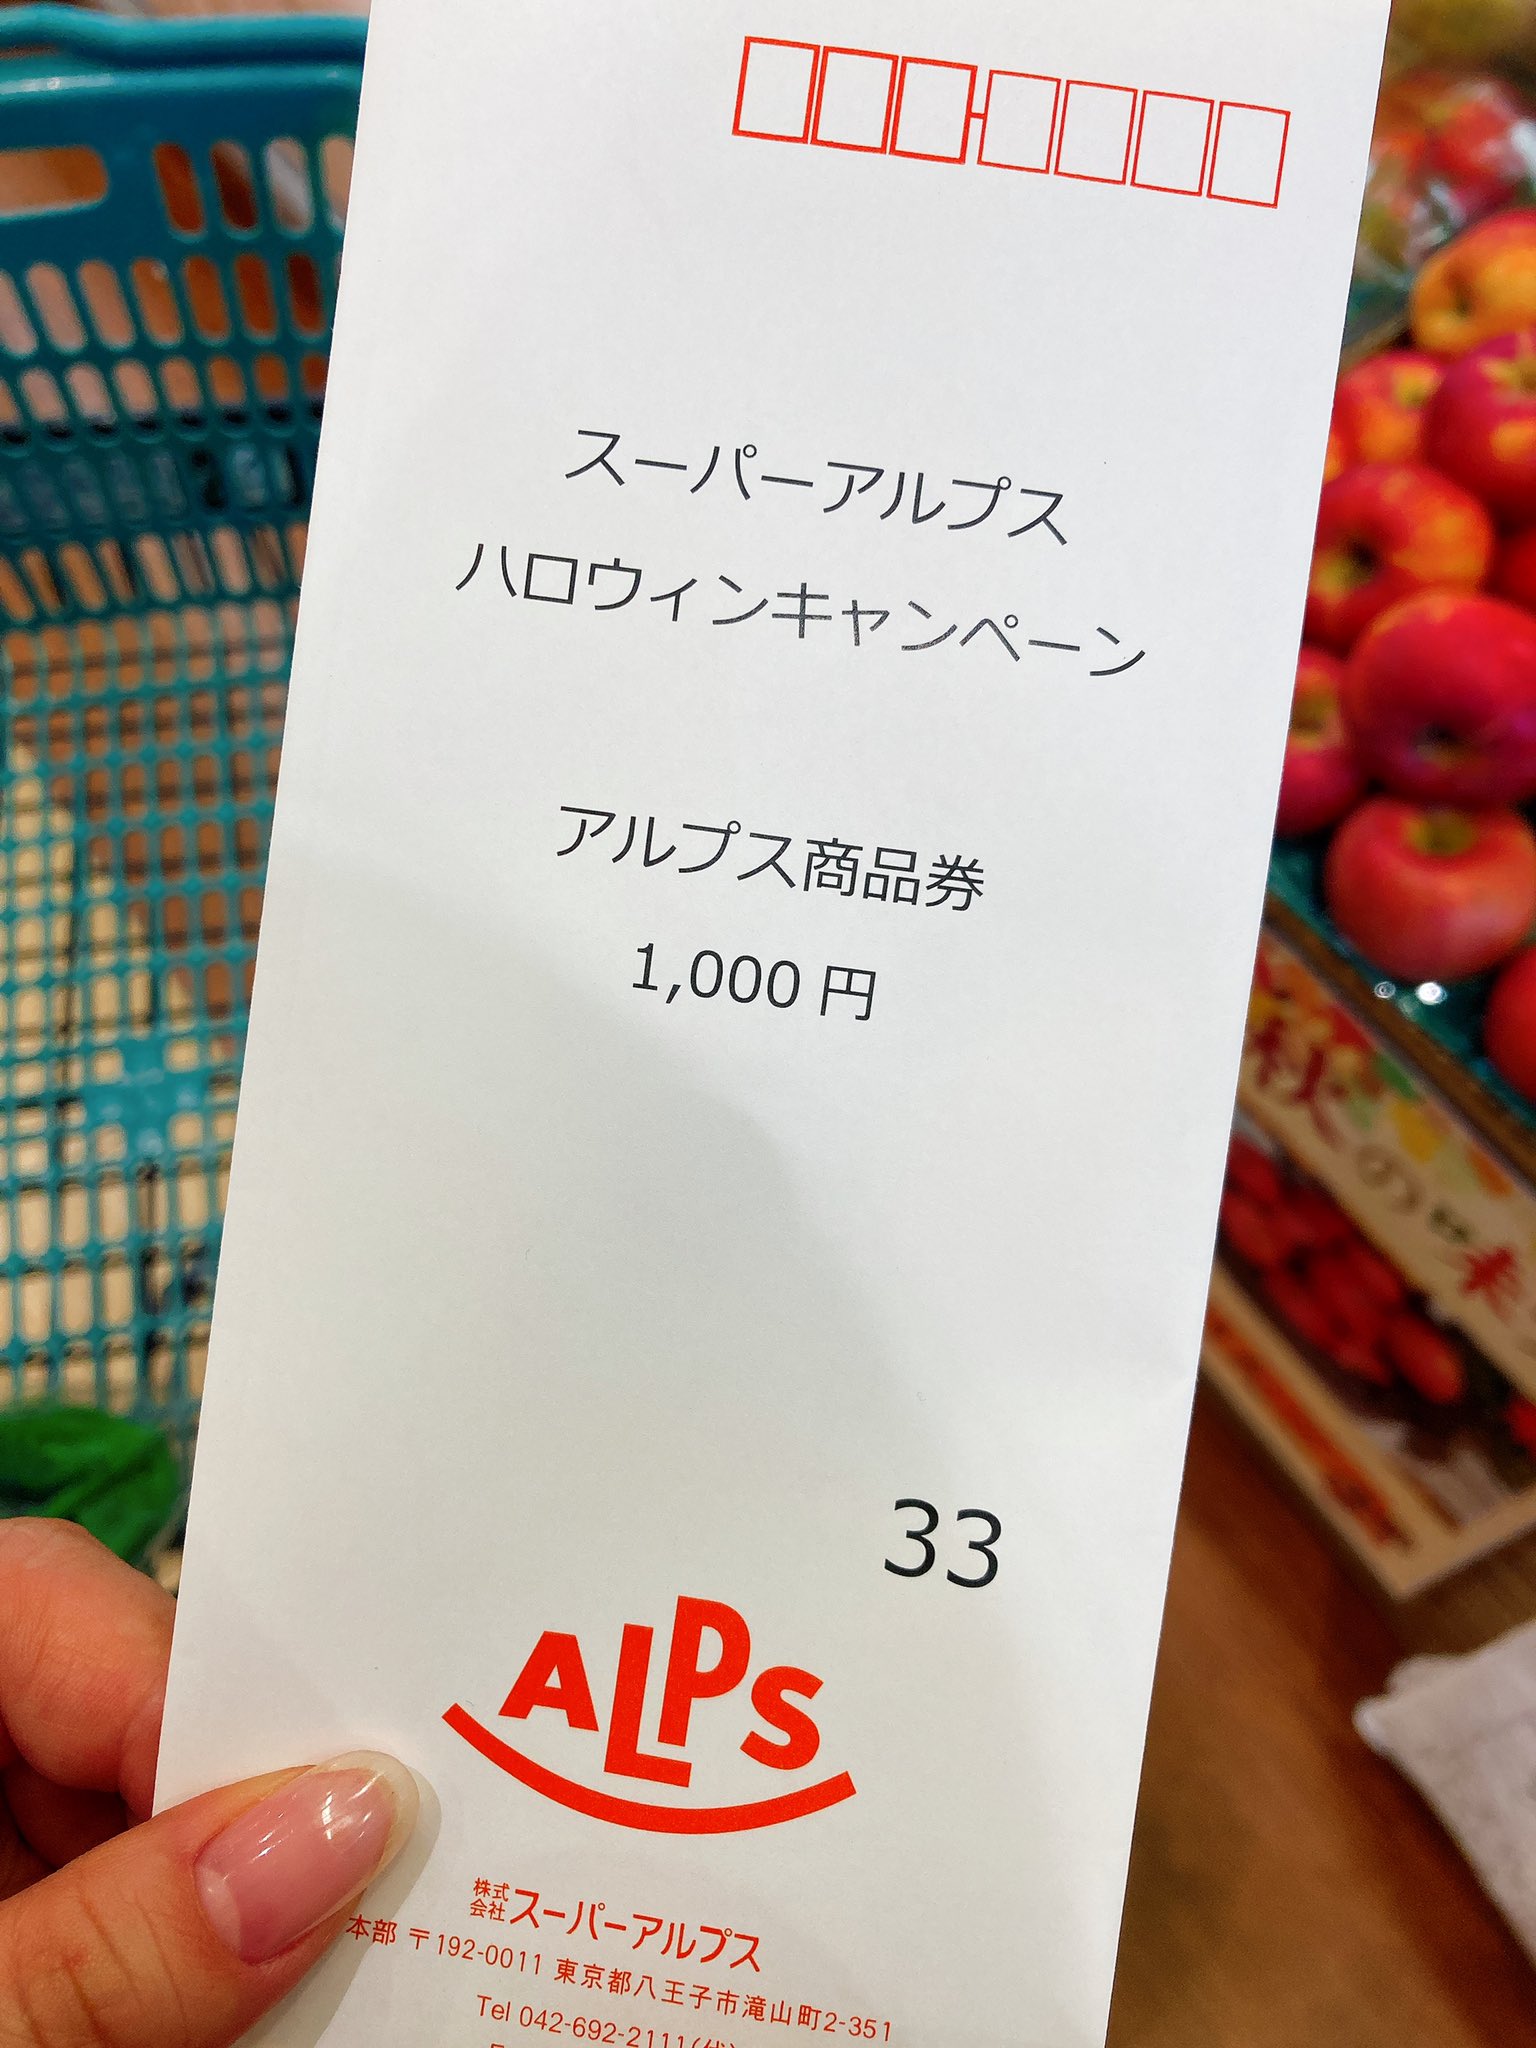 スーパーアルプス
ハロウィンキャンペーン
アルプス商品券
1,000 円
33
ALPS
株式会社スーパーアルプス
本部 〒192-0011 東京都八王子市滝山町2-351
Tel 042-692-2111(代)
秋の